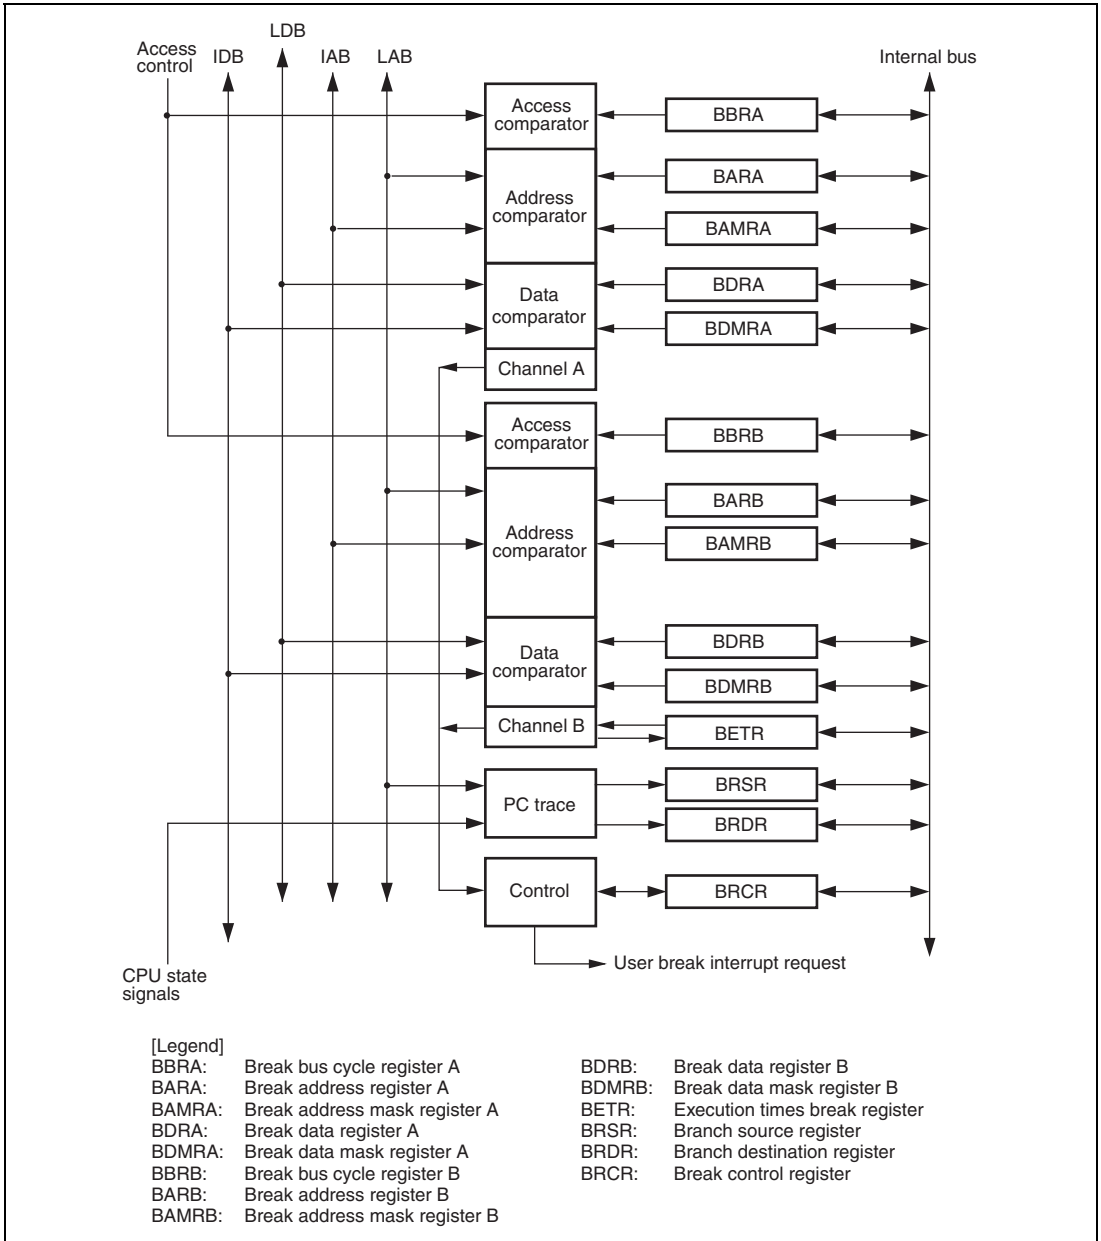 Access
control
IDB
LDB
IAB
LAB
Internal bus
Access
comparator
BBRA
Address
comparator
BARA
BAMRA
Data
comparator
BDRA
BDMRA
Channel A
Access
comparator
BBRB
Address
comparator
BARB
BAMRB
Data
comparator
BDRB
BDMRB
Channel B
BETR
PC trace
BRSR
BRDR
Control
BRCR
User break interrupt request
CPU state
signals
[Legend]
BBRA: Break bus cycle register A
BARA: Break address register A
BAMRA: Break address mask register A
BDRA: Break data register A
BDMRA: Break data mask register A
BBRB: Break bus cycle register B
BARB: Break address register B
BAMRB: Break address mask register B
BDRB: Break data register B
BDMRB: Break data mask register B
BETR: Execution times break register
BRSR: Branch source register
BRDR: Branch destination register
BRCR: Break control register